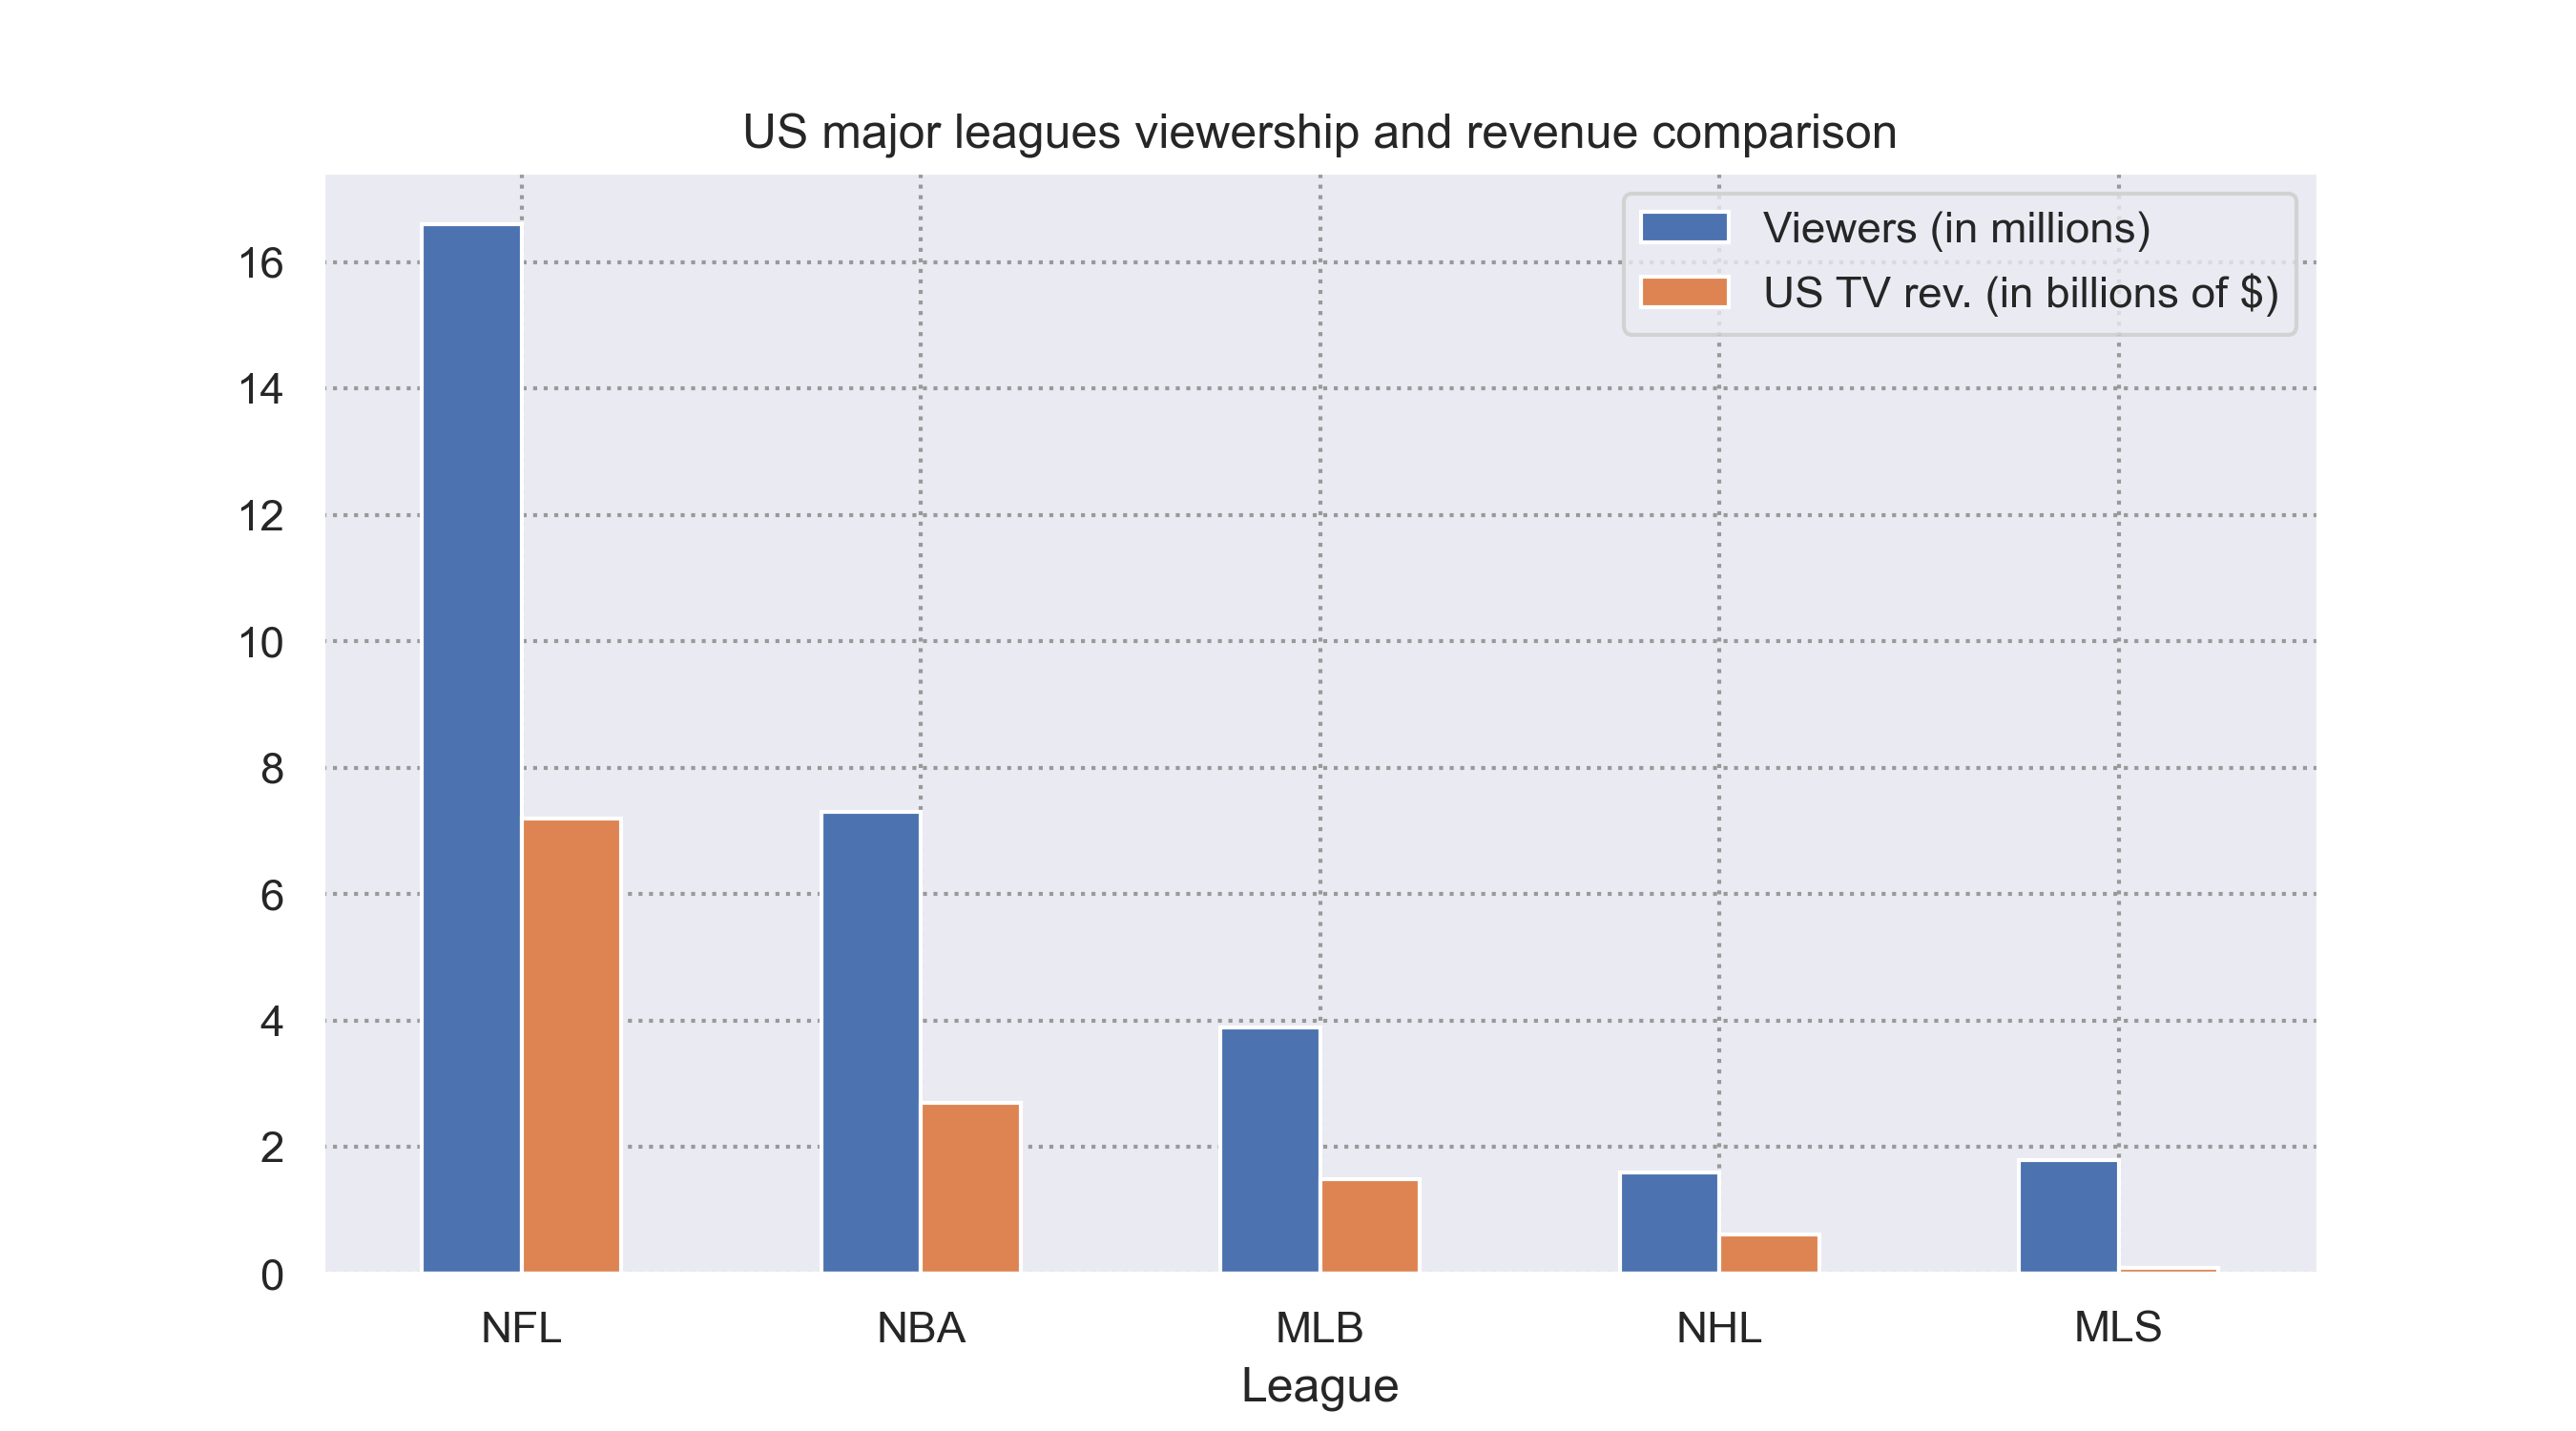 US major leagues viewership and revenue comparison
Viewers (in millions)
US TV rev. (in billions of $)
16
14
12
10
8
6
4
2
0
NFL NBA MLB NHL MLS
League